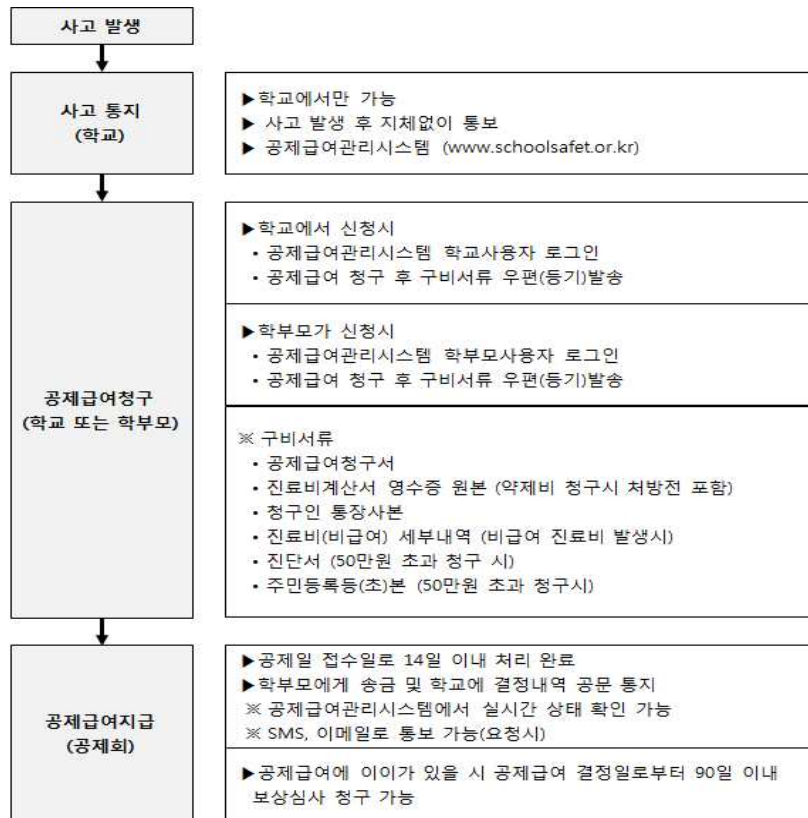 사고 발생
사고 통지
(학교)
▶학교에서만 가능
▶ 사고 발생 후 지체없이 통보
▶ 공제급여관리시스템 (www.schoolsafet.or.kr)
공제급여청구
(학교 또는 학부모)
▶학교에서 신청시
• 공제급여관리시스템 학교사용자 로그인
• 공제급여 청구 후 구비서류 우편(등기)발송
▶학부모가 신청시
• 공제급여관리시스템 학부모사용자 로그인
• 공제급여 청구 후 구비서류 우편(등기)발송
※ 구비서류
• 공제급여청구서
• 진료비계산서 영수증 원본 (약제비 청구시 처방전 포함)
• 청구인 통장사본
• 진료비(비급여) 세부내역 (비급여 진료비 발생시)
• 진단서 (50만원 초과 청구 시)
• 주민등록등(초)본 (50만원 초과 청구시)
공제급여지급
(공제회)
▶공제일 접수일로 14일 이내 처리 완료
▶학부모에게 송금 및 학교에 결정내역 공문 통지
※ 공제급여관리시스템에서 실시간 상태 확인 가능
※ SMS, 이메일로 통보 가능(요청시)
▶공제급여에 이이가 있을 시 공제급여 결정일로부터 90일 이내
보상심사 청구 가능